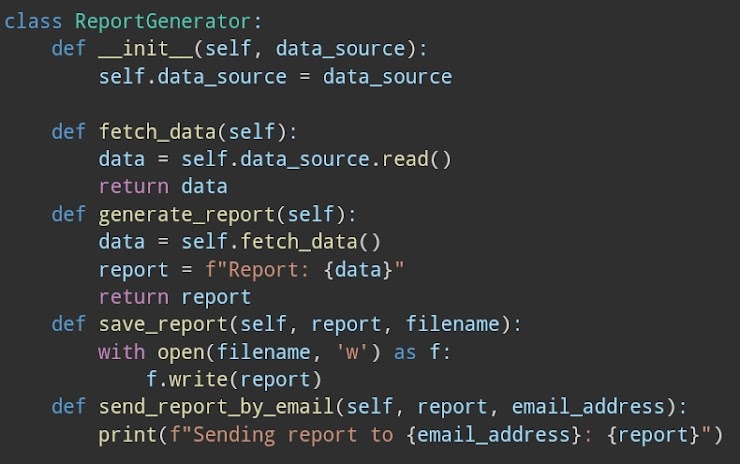 class ReportGenerator:
    def __init__(self, data_source):
        self.data_source = data_source

    def fetch_data(self):
        data = self.data_source.read()
        return data
    def generate_report(self):
        data = self.fetch_data()
        report = f"Report: {data}"
        return report
    def save_report(self, report, filename):
        with open(filename, 'w') as f:
            f.write(report)
    def send_report_by_email(self, report, email_address):
        print(f"Sending report to {email_address}: {report}")